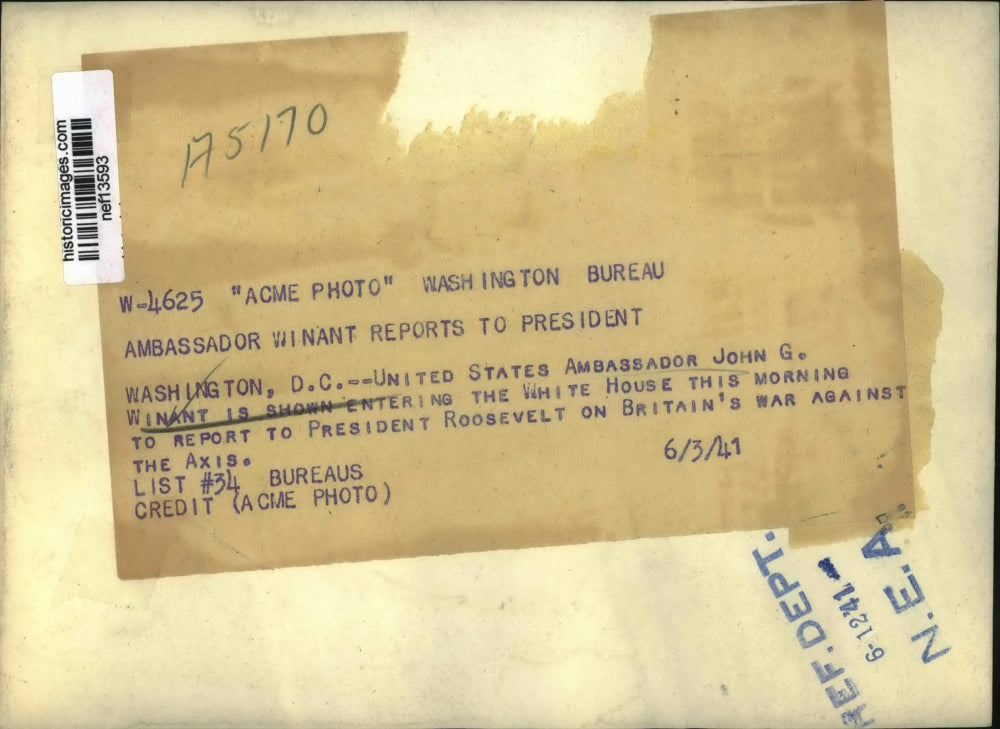 historicimages.com
nef13593
A5170
W-4625 "ACME PHOTO" WASHINGTON BUREAU
AMBASSADOR WINANT REPORTS TO PRESIDENT
WASHINGTON, D.C.--UNITED STATES AMBASSADOR JOHN G.
WINANT IS SHOWN ENTERING THE WHITE HOUSE THIS MORNING
TO REPORT TO PRESIDENT ROOSEVELT ON BRITAIN'S WAR AGAINST
THE AXIS.
6/3/41
LIST #34 BUREAUS
CREDIT (ACME PHOTO)
REF. DEPT.
6-12-41
N.E.A.